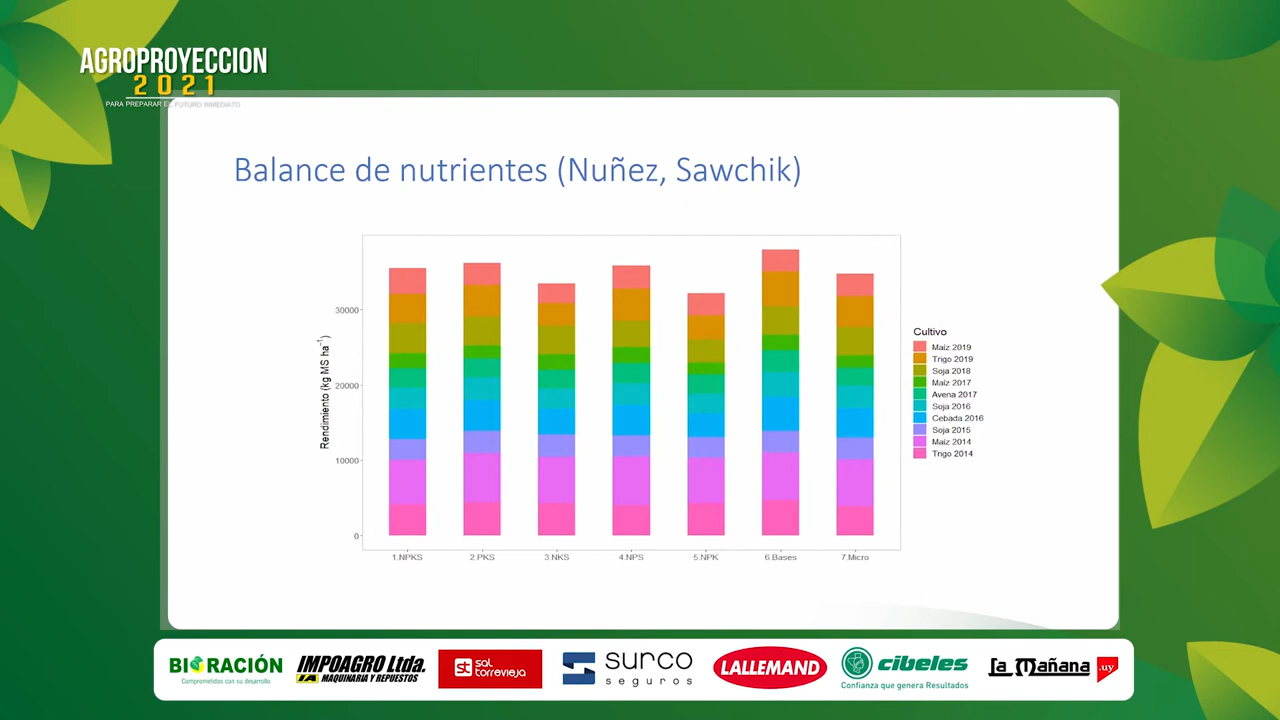 AGROPROYECCION
2021
PARA PREPARAR EL FUTURO INMEDIATO
Balance de nutrientes (Nuñez, Sawchik)
Rendimiento (kg MS ha⁻¹)
30000
20000
10000
0
1.NPKS
2.PKS
3.NKS
4.NPS
5.NPK
6.Bases
7.Micro
Cultivo
Maíz 2019
Trigo 2019
Soja 2018
Maíz 2017
Avena 2017
Soja 2016
Cebada 2016
Soja 2015
Maíz 2014
Trigo 2014
BIORACIÓN
Comprometidos con su desarrollo
IMPOAGRO Ltda.
IA MAQUINARIA Y REPUESTOS
st sal torrevieja
surco
seguros
LALLEMAND
cibeles
Confianza que genera Resultados
La Mañana .uy